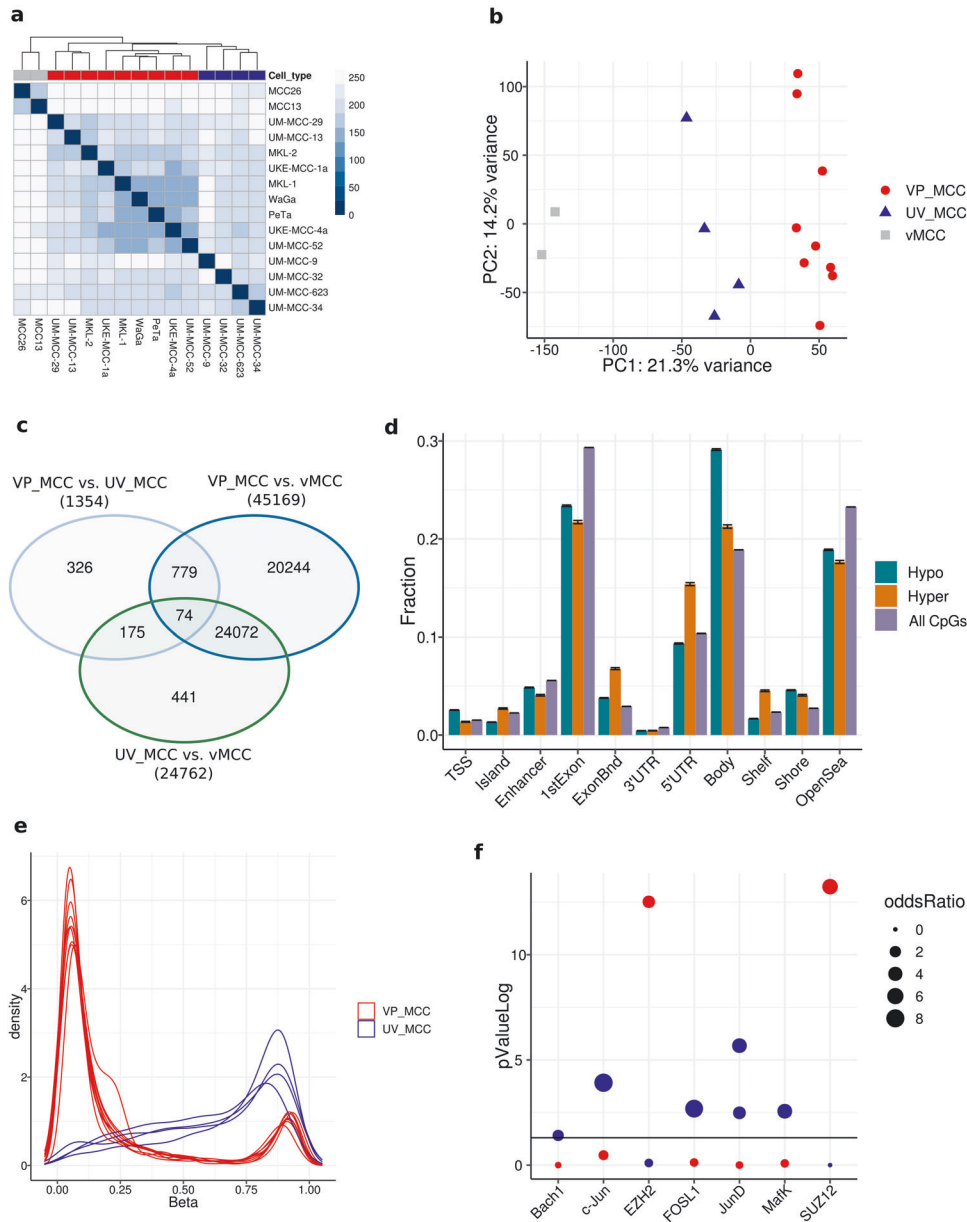 a
Cell_type
MCC26
MCC13
UM-MCC-29
UM-MCC-13
MKL-2
UKE-MCC-1a
MKL-1
WaGa
PeTa
UKE-MCC-4a
UM-MCC-52
UM-MCC-9
UM-MCC-32
UM-MCC-623
UM-MCC-34
250
200
150
100
50
0
MCC26
MCC13
UM-MCC-29
UM-MCC-13
MKL-2
UKE-MCC-1a
MKL-1
WaGa
PeTa
UKE-MCC-4a
UM-MCC-52
UM-MCC-9
UM-MCC-32
UM-MCC-623
UM-MCC-34
b
PC2: 14.2% variance
100
50
0
-50
-150
-100
-50
0
50
PC1: 21.3% variance
VP_MCC
UV_MCC
vMCC
c
VP_MCC vs. UV_MCC
(1354)
VP_MCC vs. vMCC
(45169)
326
779
20244
74
175
24072
441
UV_MCC vs. vMCC
(24762)
d
Fraction
0.3
0.2
0.1
0.0
TSS
Island
Enhancer
1stExon
ExonBnd
3'UTR
5'UTR
Body
Shelf
Shore
OpenSea
Hypo
Hyper
All CpGs
e
density
6
4
2
0
0.00
0.25
0.50
0.75
1.00
Beta
VP_MCC
UV_MCC
f
pValueLog
10
5
0
Bach1
c-Jun
EZH2
FOSL1
JunD
MafK
SUZ12
oddsRatio
0
2
4
6
8